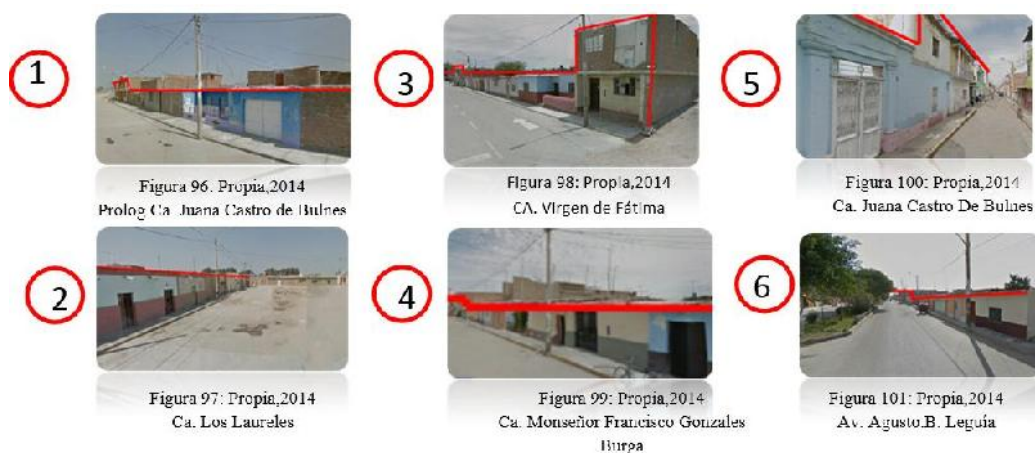 1
Figura 96: Propia,2014
Prolog Ca. Juana Castro de Bulnes
3
Figura 98: Propia,2014
CA. Virgen de Fátima
5
Figura 100: Propia,2014
Ca. Juana Castro De Bulnes
2
Figura 97: Propia,2014
Ca. Los Laureles
4
Figura 99: Propia,2014
Ca. Monseñor Francisco Gonzales
Burga
6
Figura 101: Propia,2014
Av. Agusto.B. Leguía